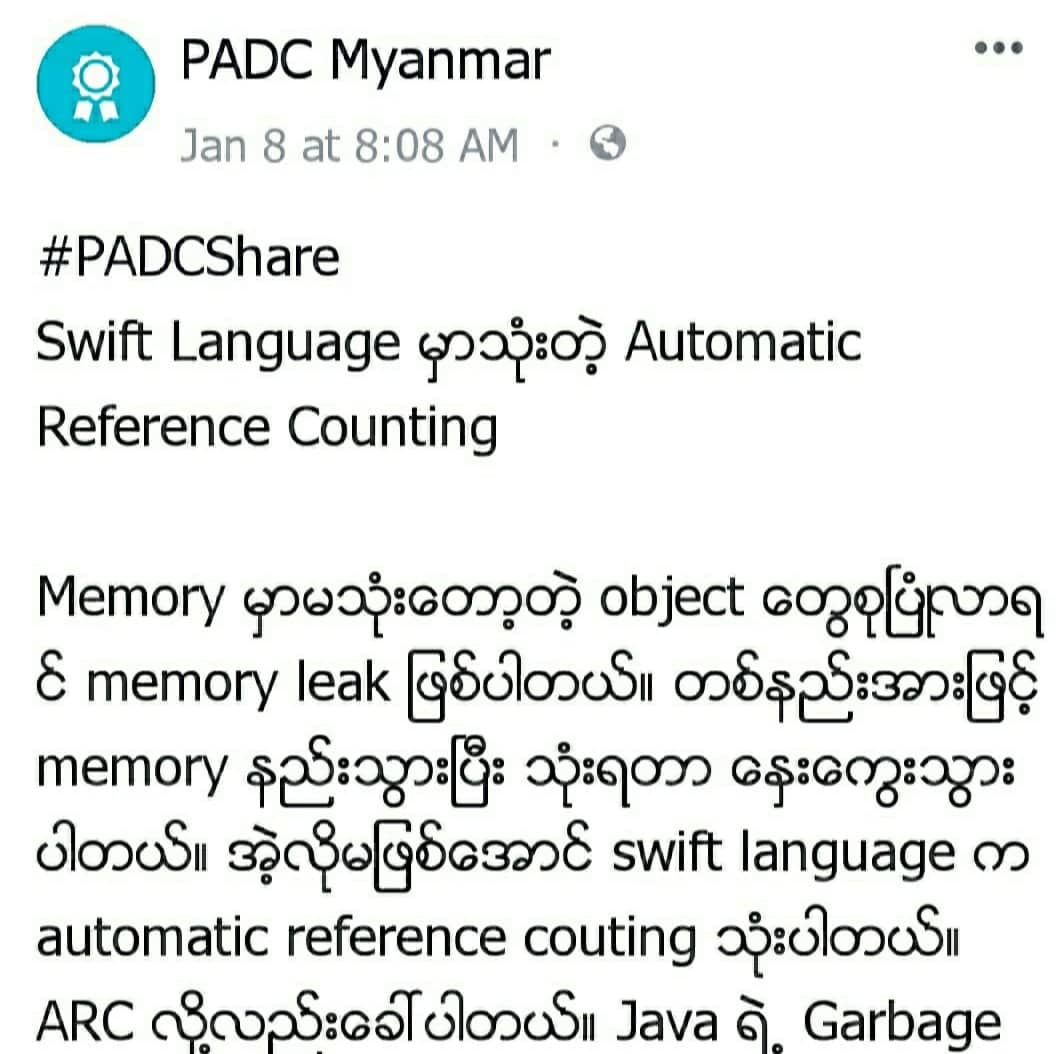 PADC Myanmar
Jan 8 at 8:08 AM ·
#PADCShare
Swift Language မှာသုံးတဲ့ Automatic
Reference Counting
Memory မှာမသုံးတော့တဲ့ object တွေစုပြုံလာရ
င် memory leak ဖြစ်ပါတယ်။ တစ်နည်းအားဖြင့်
memory နည်းသွားပြီး သုံးရတာ နှေးကွေးသွား
ပါတယ်။ အဲ့လိုမဖြစ်အောင် swift language က
automatic reference couting သုံးပါတယ်။
ARC လို့လည်းခေါ်ပါတယ်။ Java ရဲ့ Garbage